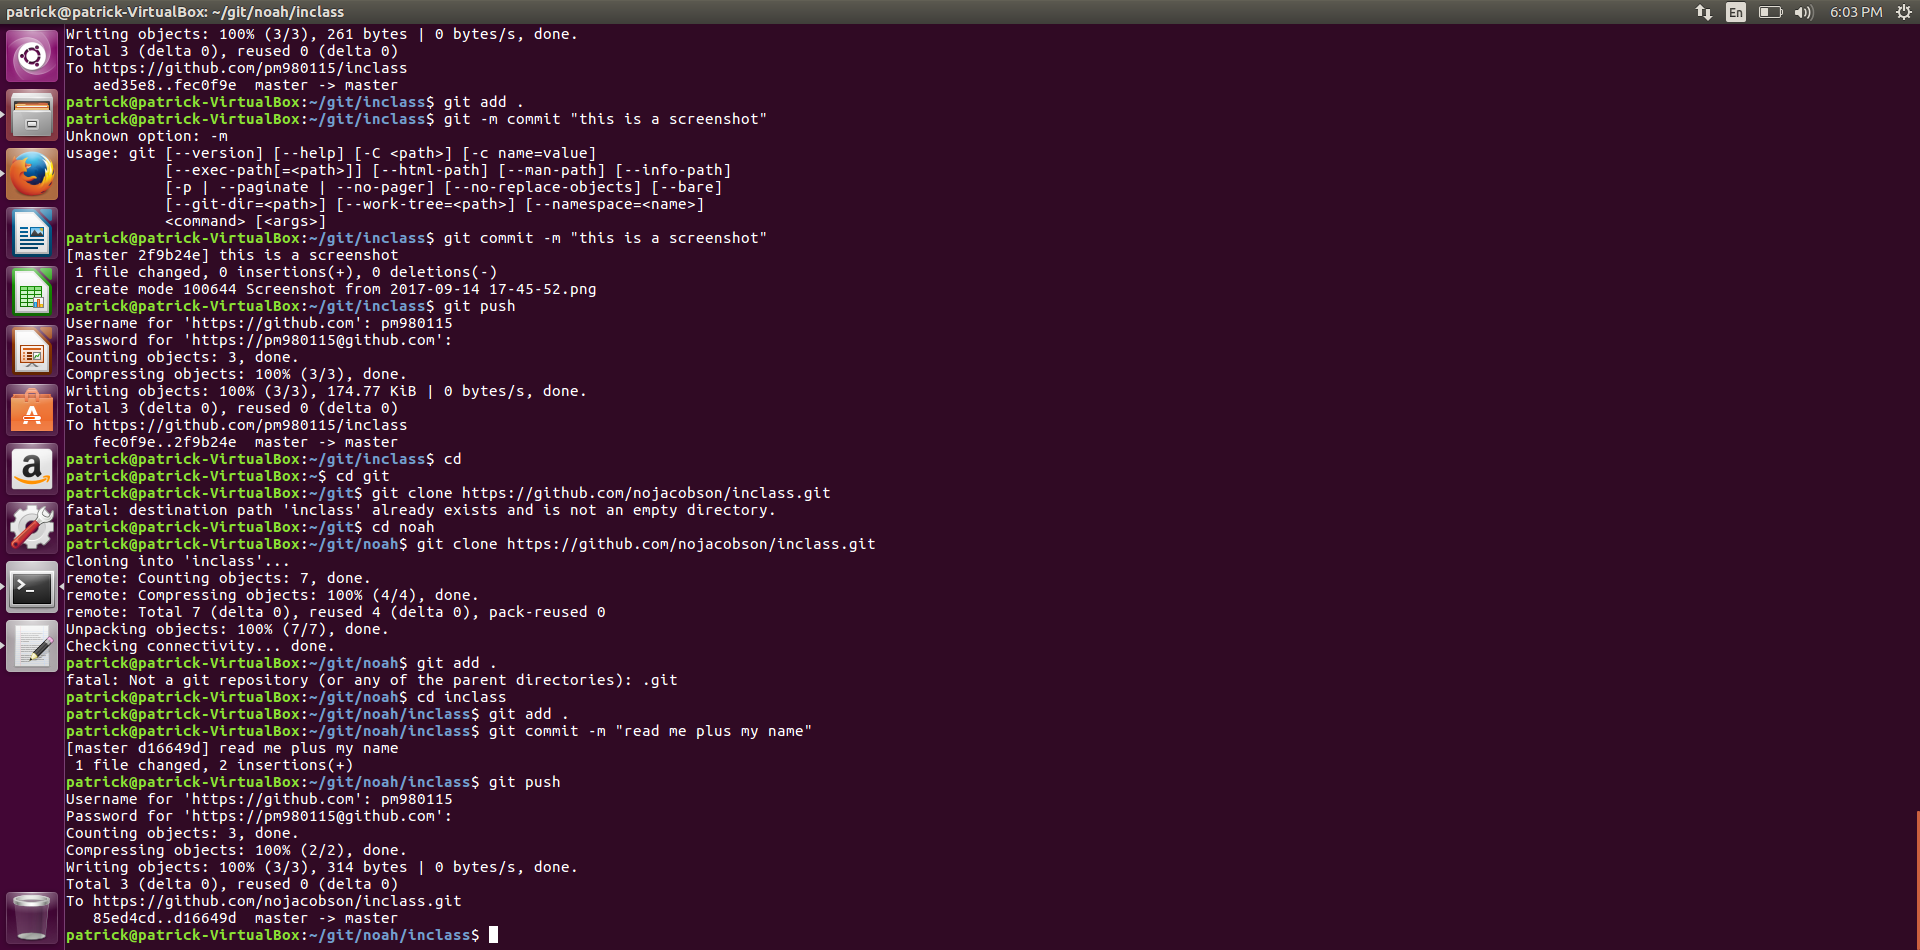 patrick@patrick-VirtualBox: ~/git/noah/inclass
En
6:03 PM
Writing objects: 100% (3/3), 261 bytes | 0 bytes/s, done.
Total 3 (delta 0), reused 0 (delta 0)
To https://github.com/pm980115/inclass
   aed35e8..fec0f9e  master -> master
patrick@patrick-VirtualBox:~/git/inclass$ git add .
patrick@patrick-VirtualBox:~/git/inclass$ git -m commit "this is a screenshot"
Unknown option: -m
usage: git [--version] [--help] [-C <path>] [-c name=value]
           [--exec-path[=<path>]] [--html-path] [--man-path] [--info-path]
           [-p | --paginate | --no-pager] [--no-replace-objects] [--bare]
           [--git-dir=<path>] [--work-tree=<path>] [--namespace=<name>]
           <command> [<args>]
patrick@patrick-VirtualBox:~/git/inclass$ git commit -m "this is a screenshot"
[master 2f9b24e] this is a screenshot
 1 file changed, 0 insertions(+), 0 deletions(-)
 create mode 100644 Screenshot from 2017-09-14 17-45-52.png
patrick@patrick-VirtualBox:~/git/inclass$ git push
Username for 'https://github.com': pm980115
Password for 'https://pm980115@github.com':
Counting objects: 3, done.
Compressing objects: 100% (3/3), done.
Writing objects: 100% (3/3), 174.77 KiB | 0 bytes/s, done.
Total 3 (delta 0), reused 0 (delta 0)
To https://github.com/pm980115/inclass
   fec0f9e..2f9b24e  master -> master
patrick@patrick-VirtualBox:~/git/inclass$ cd
patrick@patrick-VirtualBox:~$ cd git
patrick@patrick-VirtualBox:~/git$ git clone https://github.com/nojacobson/inclass.git
fatal: destination path 'inclass' already exists and is not an empty directory.
patrick@patrick-VirtualBox:~/git$ cd noah
patrick@patrick-VirtualBox:~/git/noah$ git clone https://github.com/nojacobson/inclass.git
Cloning into 'inclass'...
remote: Counting objects: 7, done.
remote: Compressing objects: 100% (4/4), done.
remote: Total 7 (delta 0), reused 4 (delta 0), pack-reused 0
Unpacking objects: 100% (7/7), done.
Checking connectivity... done.
patrick@patrick-VirtualBox:~/git/noah$ git add .
fatal: Not a git repository (or any of the parent directories): .git
patrick@patrick-VirtualBox:~/git/noah$ cd inclass
patrick@patrick-VirtualBox:~/git/noah/inclass$ git add .
patrick@patrick-VirtualBox:~/git/noah/inclass$ git commit -m "read me plus my name"
[master d16649d] read me plus my name
 1 file changed, 2 insertions(+)
patrick@patrick-VirtualBox:~/git/noah/inclass$ git push
Username for 'https://github.com': pm980115
Password for 'https://pm980115@github.com':
Counting objects: 3, done.
Compressing objects: 100% (2/2), done.
Writing objects: 100% (3/3), 314 bytes | 0 bytes/s, done.
Total 3 (delta 0), reused 0 (delta 0)
To https://github.com/nojacobson/inclass.git
   85ed4cd..d16649d  master -> master
patrick@patrick-VirtualBox:~/git/noah/inclass$